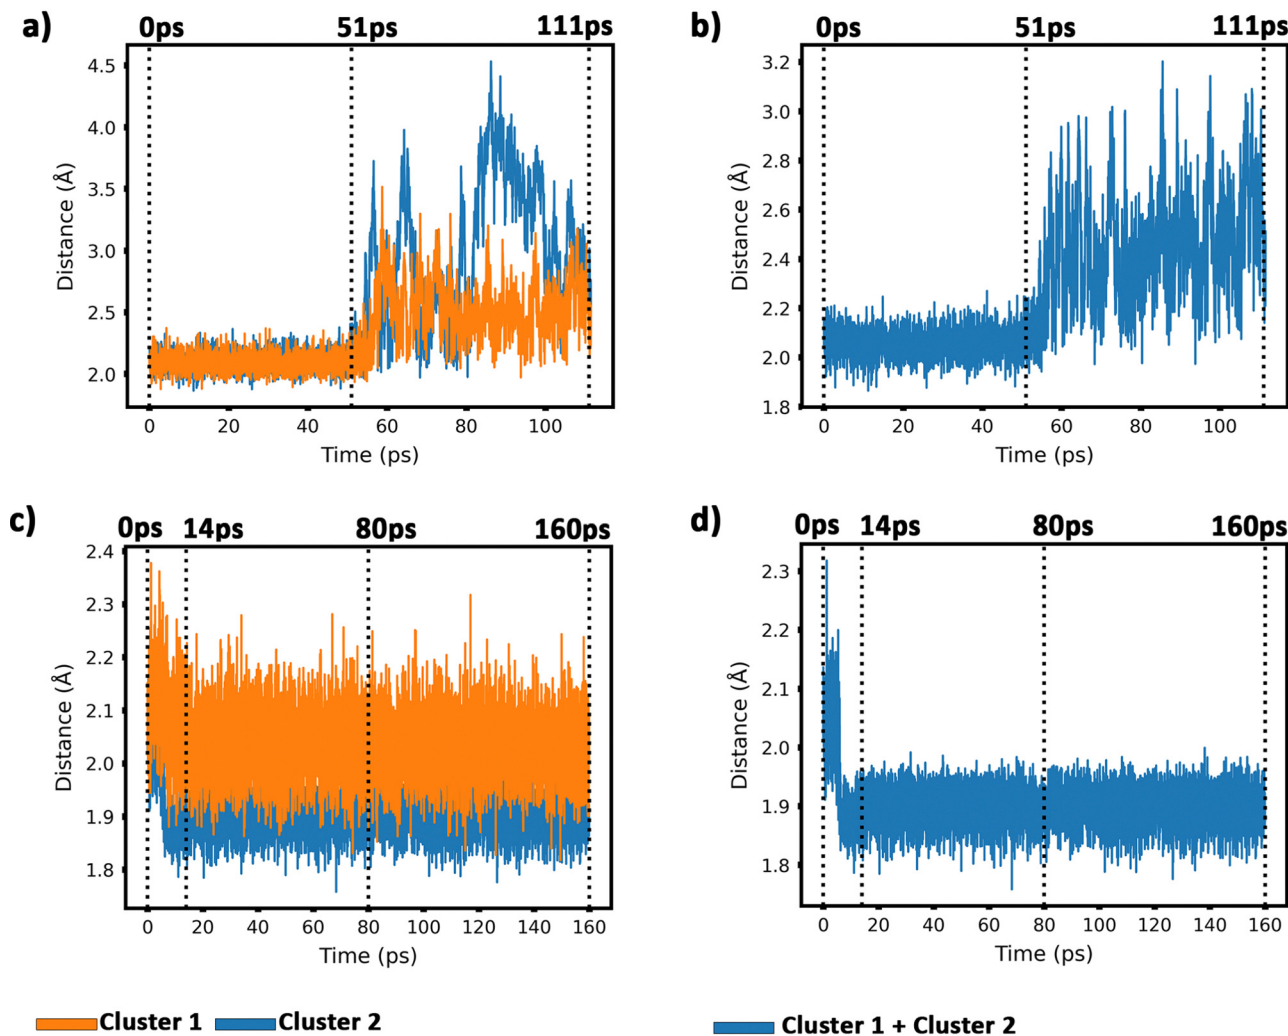 a)
0ps 51ps 111ps
4.5
4.0
3.5
3.0
2.5
2.0
Distance (Å)
0 20 40 60 80 100
Time (ps)
b)
0ps 51ps 111ps
3.2
3.0
2.8
2.6
2.4
2.2
2.0
1.8
Distance (Å)
0 20 40 60 80 100
Time (ps)
c)
0ps 14ps 80ps 160ps
2.4
2.3
2.2
2.1
2.0
1.9
1.8
Distance (Å)
0 20 40 60 80 100 120 140 160
Time (ps)
d)
0ps 14ps 80ps 160ps
2.3
2.2
2.1
2.0
1.9
1.8
Distance (Å)
0 20 40 60 80 100 120 140 160
Time (ps)
Cluster 1 Cluster 2
Cluster 1 + Cluster 2